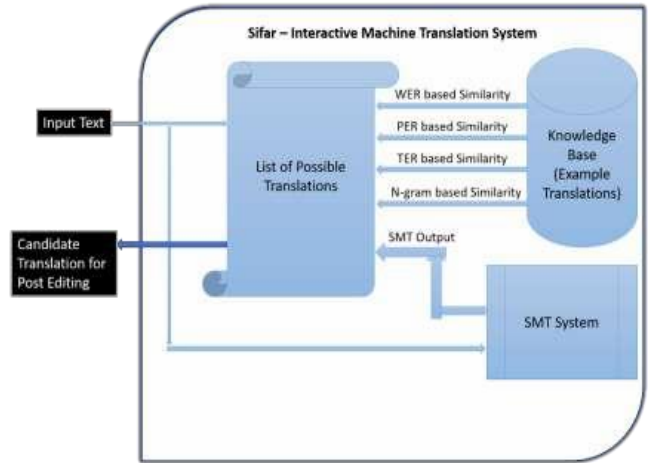 Sifar – Interactive Machine Translation System
WER based Similarity
Input Text
PER based Similarity
Knowledge
Base
(Example
Translations)
List of Possible
Translations
TER based Similarity
N-gram based Similarity
SMT Output
Candidate
Translation for
Post Editing
SMT System